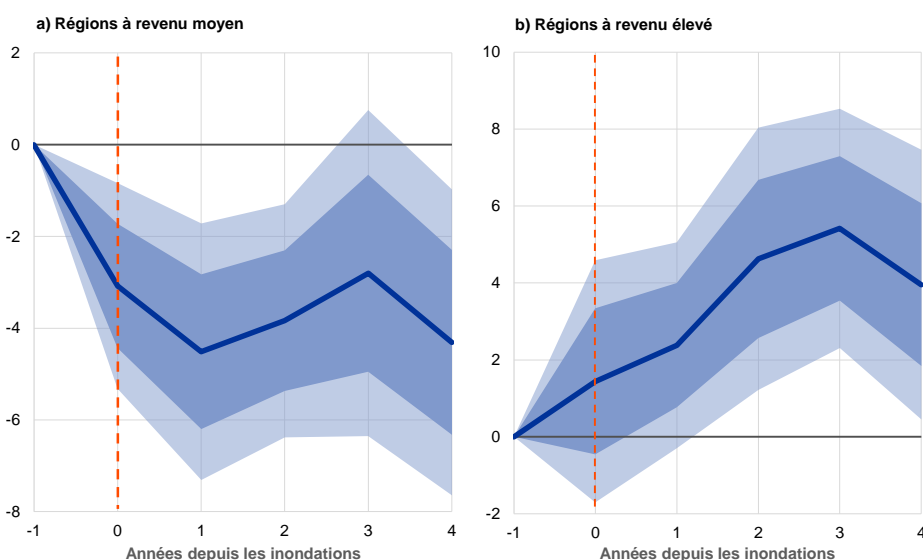 a) Régions à revenu moyen
2
0
-2
-4
-6
-8
-1 0 1 2 3 4
Années depuis les inondations
b) Régions à revenu élevé
10
8
6
4
2
0
-2
-1 0 1 2 3 4
Années depuis les inondations